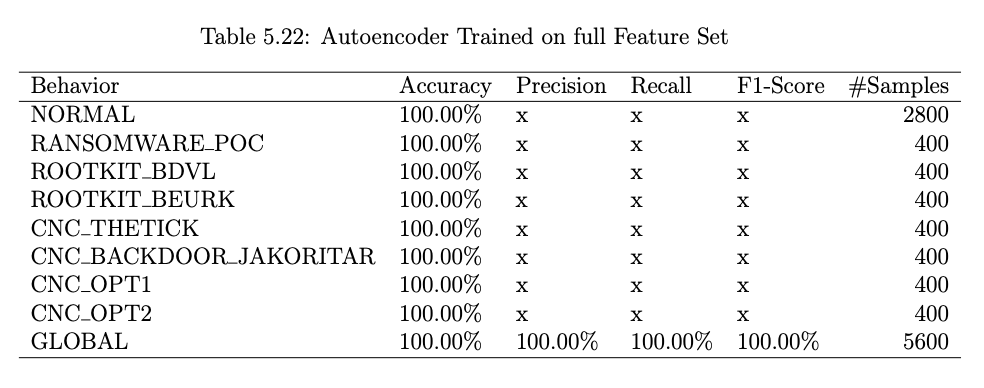 Table 5.22: Autoencoder Trained on full Feature Set
Behavior Accuracy Precision Recall F1-Score #Samples
NORMAL 100.00% x x x 2800
RANSOMWARE_POC 100.00% x x x 400
ROOTKIT_BDVL 100.00% x x x 400
ROOTKIT_BEURK 100.00% x x x 400
CNC_THETICK 100.00% x x x 400
CNC_BACKDOOR_JAKORITAR 100.00% x x x 400
CNC_OPT1 100.00% x x x 400
CNC_OPT2 100.00% x x x 400
GLOBAL 100.00% 100.00% 100.00% 100.00% 5600